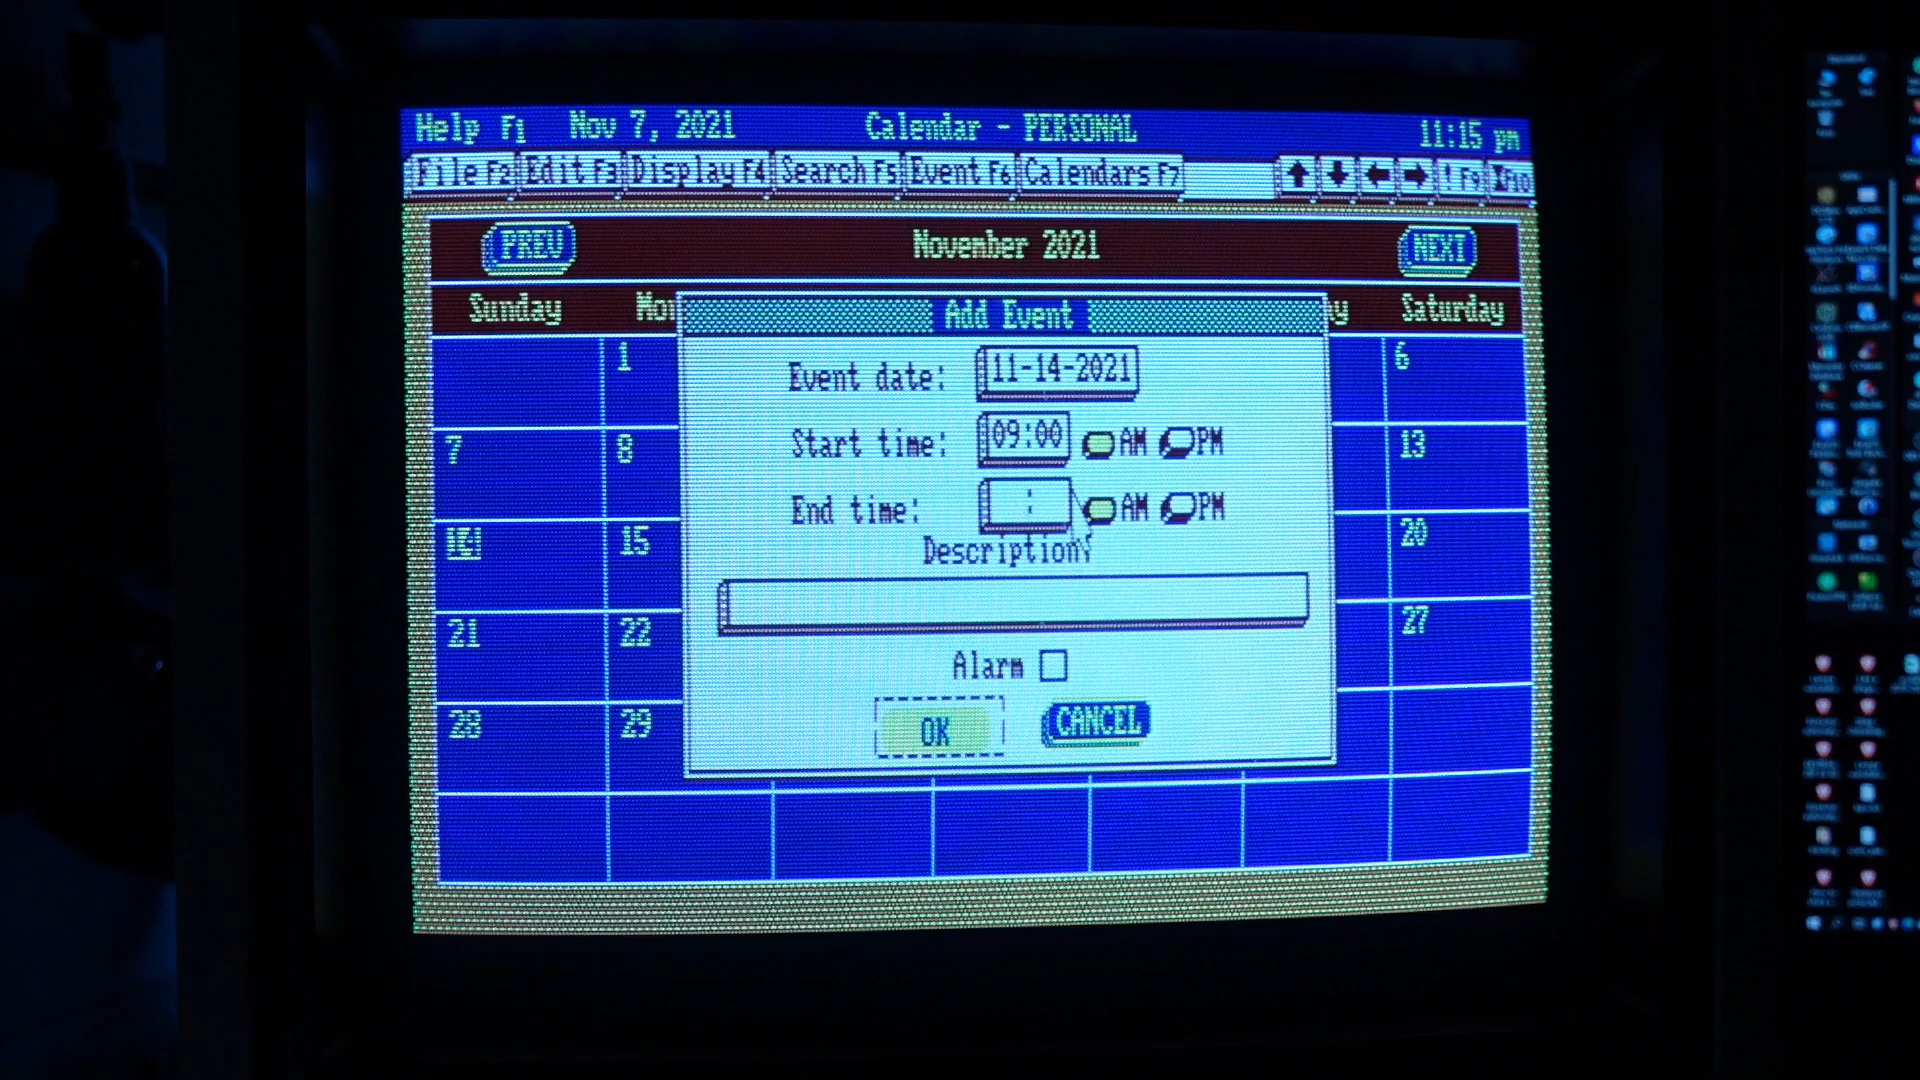 Help F1 Nov 7, 2021 Calendar - PERSONAL 11:15 pm
File F2 Edit F3 Display F4 Search F5 Event F6 Calendars F7 ! F9 F10
PREV November 2021 NEXT
Sunday Mon y Saturday
Add Event
Event date: 11-14-2021
Start time: 09:00 AM PM
End time: : AM PM
Description
Alarm
OK CANCEL
1 6
7 8 13
14 15 20
21 22 27
28 29